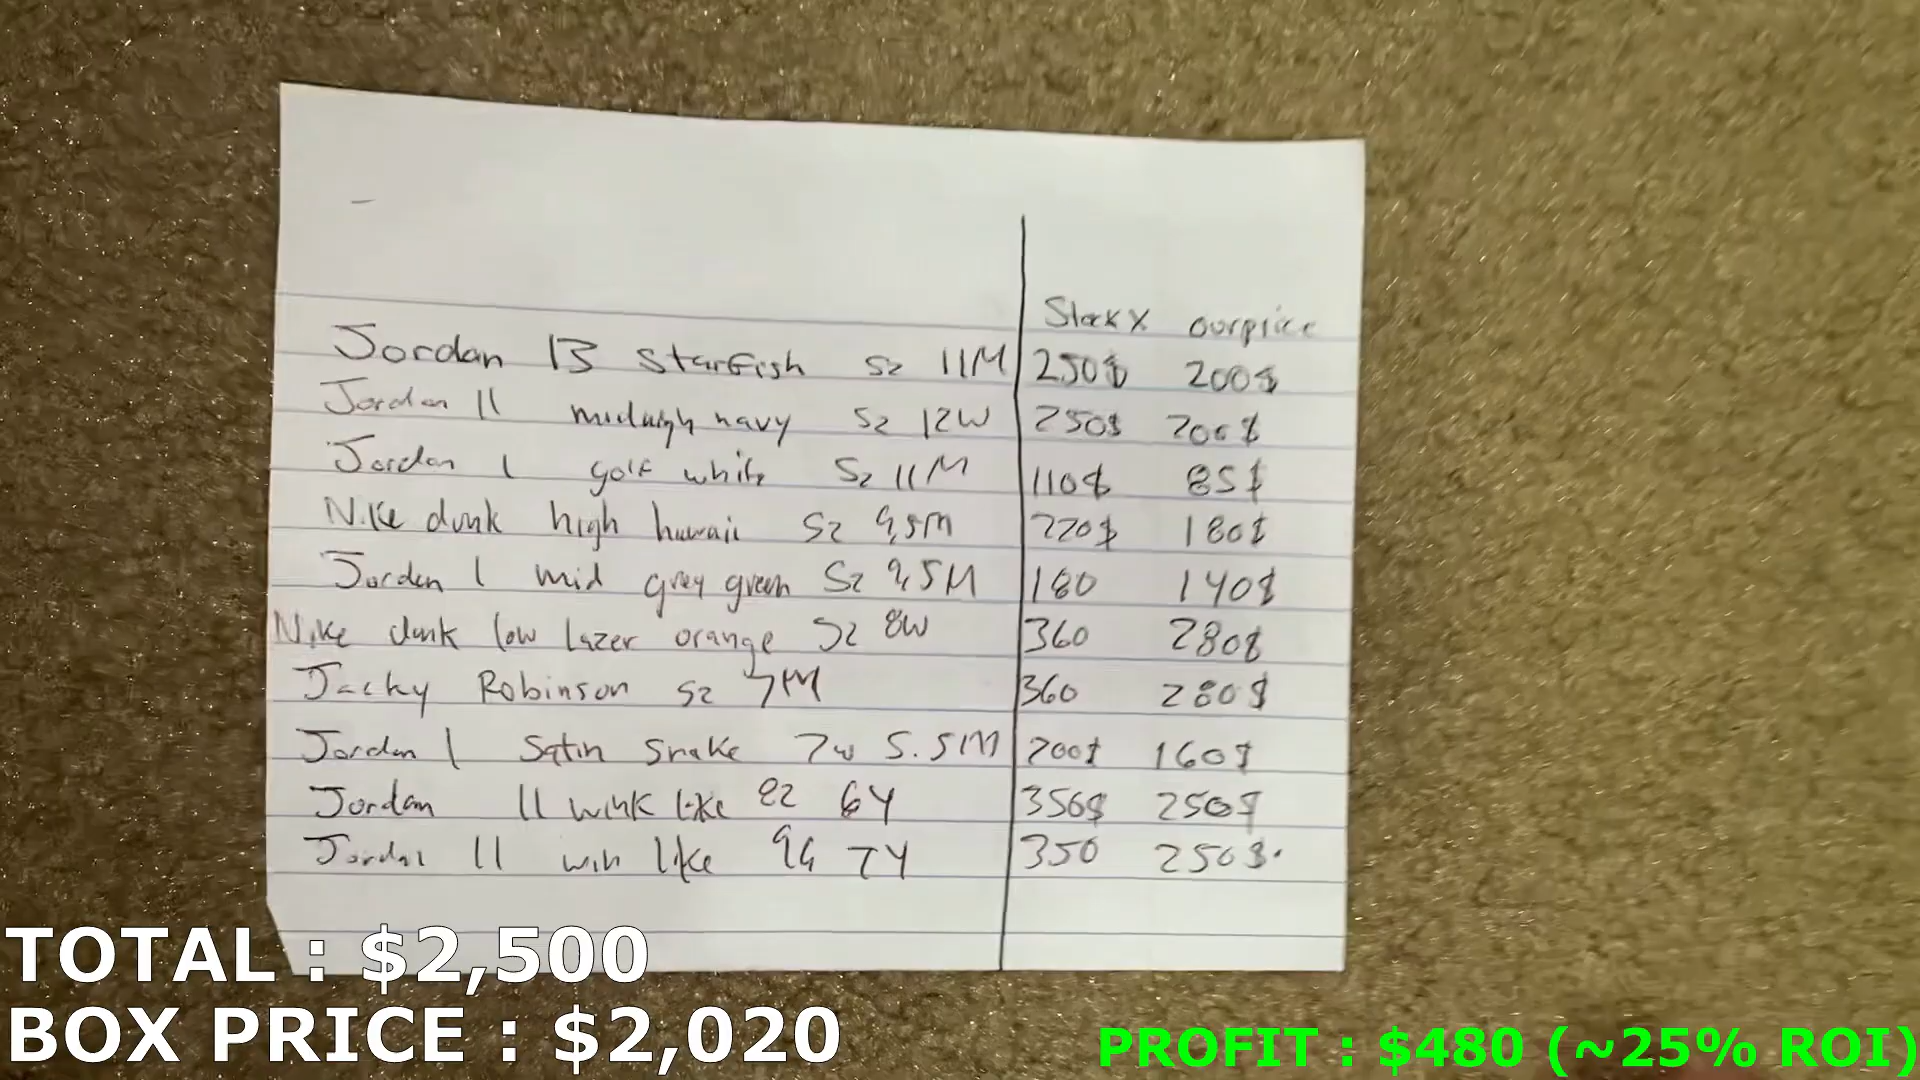 StockX ourprice
Jordan 13 Starfish Sz 11M 250$ 200$
Jordan 11 navy Sz 12W 250$ 200$
Jordan 1 golf white Sz 11M 110$ 85$
Nike dunk high hawaii Sz 9,5M 220$ 180$
Jordan 1 mid grey green Sz 9,5M 180 140$
Nike dunk low lazer orange Sz 8W 360 280$
Jacky Robinson Sz 7M 360 280$
Jordan 1 Satin Snake 7w 5.5M 200$ 160$
Jordan 11 like 82 6Y 350$ 250$
Jordan 11 win like 96 7Y 350 250$.
TOTAL : $2,500
BOX PRICE : $2,020
PROFIT : $480 (~25% ROI)